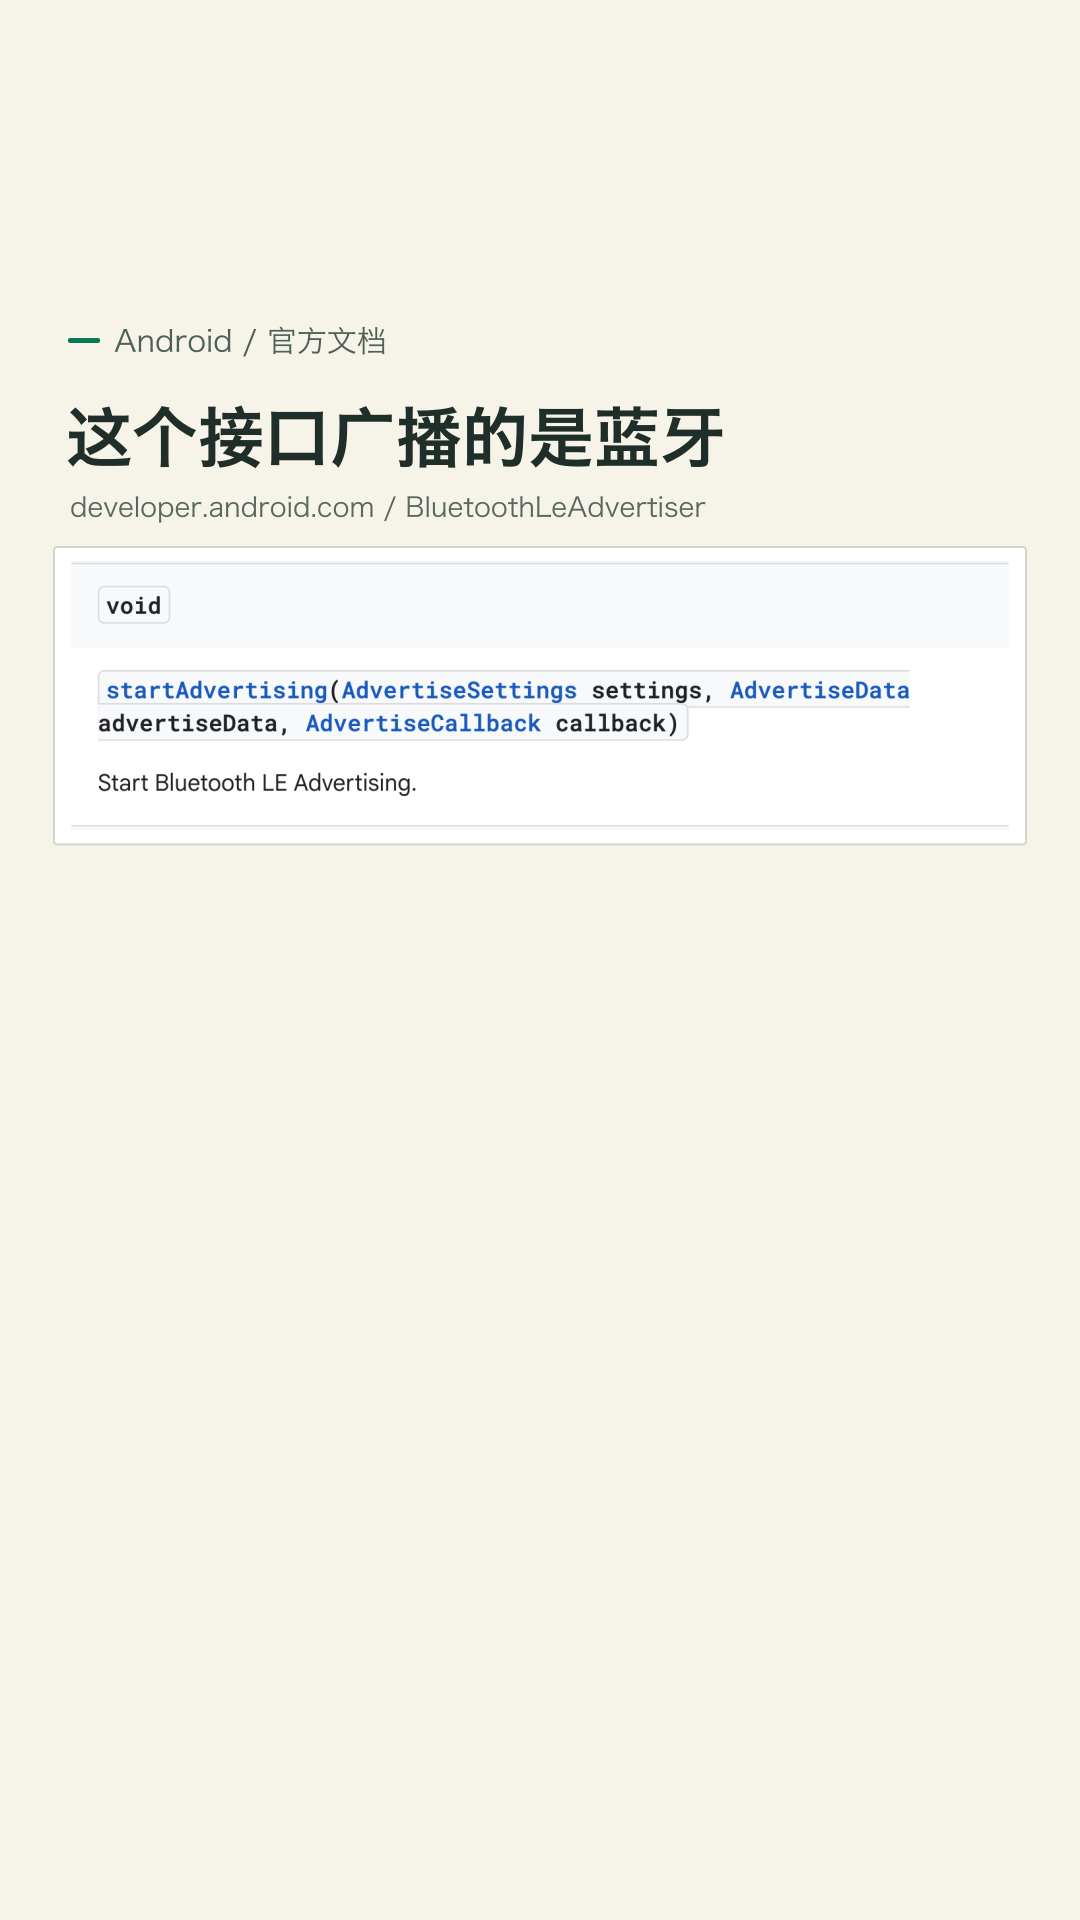 Android / 官方文档
这个接口广播的是蓝牙
developer.android.com / BluetoothLeAdvertiser
void
startAdvertising(AdvertiseSettings settings, AdvertiseData
advertiseData, AdvertiseCallback callback)
Start Bluetooth LE Advertising.